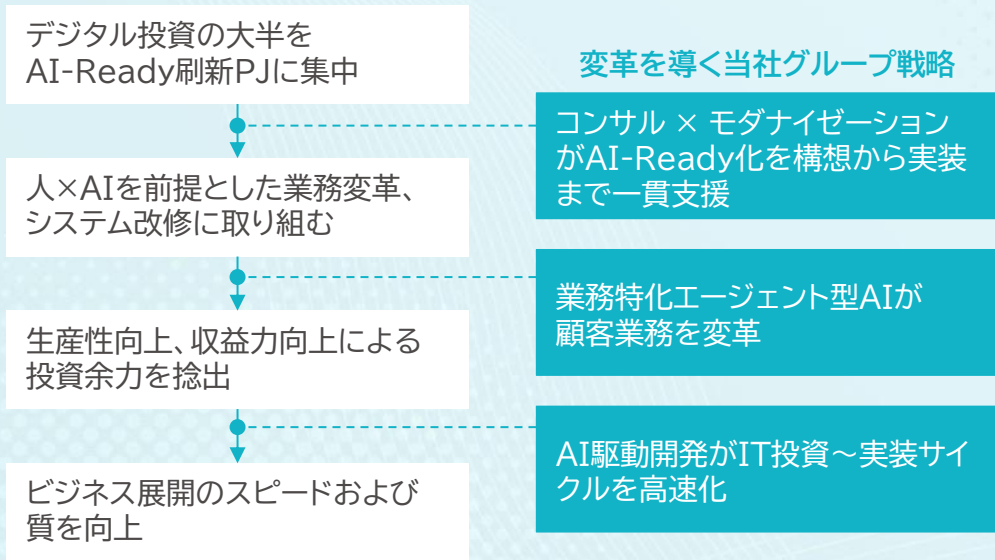 デジタル投資の大半を
AI-Ready刷新PJに集中
変革を導く当社グループ戦略
コンサル × モダナイゼーション
がAI-Ready化を構想から実装
まで一貫支援
人×AIを前提とした業務変革、
システム改修に取り組む
業務特化エージェント型AIが
顧客業務を変革
生産性向上、収益力向上による
投資余力を捻出
AI駆動開発がIT投資～実装サイ
クルを高速化
ビジネス展開のスピードおよび
質を向上